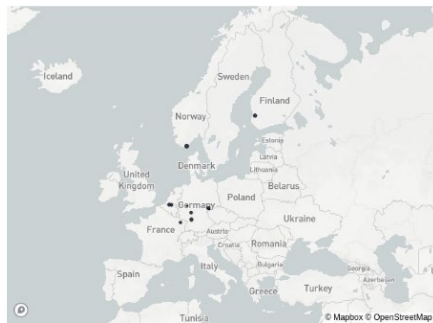 Iceland
Sweden
Finland
Norway
Estonia
Latvia
Denmark
Lithuania
United
Kingdom
Belarus
Poland
Germany
Ukraine
France
Austria
Croatia
Romania
Italy
Bulgaria
Spain
Georgia
Azerbaijan
Greece
Turkey
Tunisia
© Mapbox © OpenStreetMap